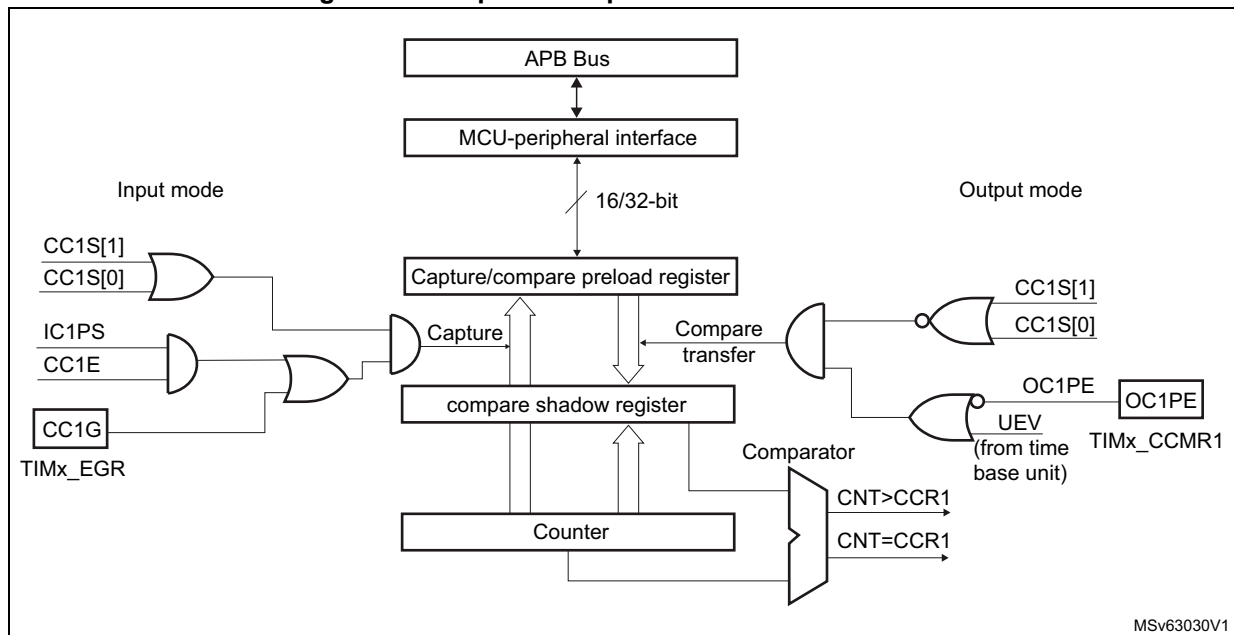 APB Bus
MCU-peripheral interface
Input mode
16/32-bit
Output mode
CC1S[1]
CC1S[0]
Capture/compare preload register
CC1S[1]
CC1S[0]
IC1PS
CC1E
Capture
Compare
transfer
CC1G
TIMx_EGR
compare shadow register
OC1PE
OC1PE
UEV
(from time
base unit)
TIMx_CCMR1
Comparator
CNT>CCR1
Counter
CNT=CCR1
MSv63030V1